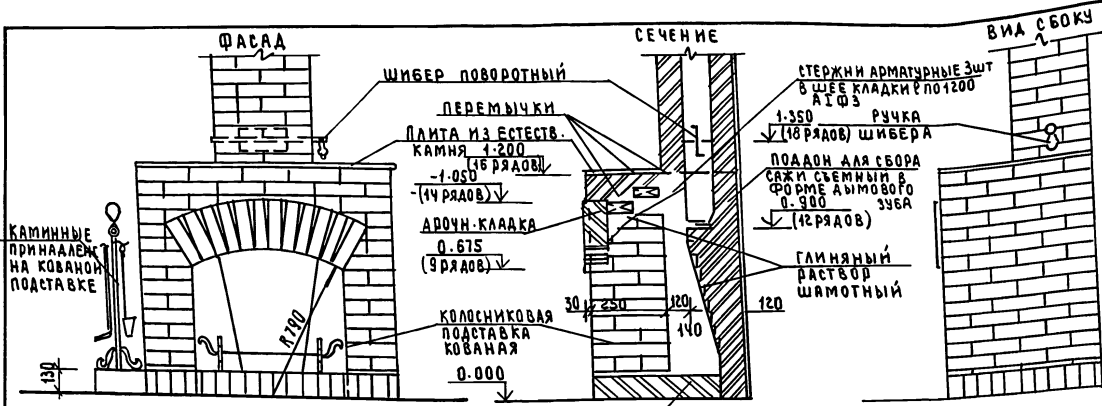 ФАСАД
СЕЧЕНИЕ
ВИД СБОКУ
ШИБЕР ПОВОРОТНЫЙ
ПЕРЕМЫЧКИ
ПЛИТА ИЗ ЕСТЕСТВ.
КАМНЯ 1.200
(16 РЯДОВ)
-1.050
(14 РЯДОВ)
АРОЧН. КЛАДКА
0.675
(9 РЯДОВ)
КАМИННЫЕ
ПРИНАДЛЕЖ
НА КОВАНОЙ
ПОДСТАВКЕ
КОЛОСНИКОВАЯ
ПОДСТАВКА
КОВАНАЯ
0.000
R790
130
30 250 120 120
140
СТЕРЖНИ АРМАТУРНЫЕ 3ШТ
В ШВЕ КЛАДКИ ℓ ПО 1200
АIФ3
1.350 РУЧКА
(18 РЯДОВ) ШИБЕРА
ПОДДОН ДЛЯ СБОРА
САЖИ СЪЕМНЫЙ В
ФОРМЕ ДЫМОВОГО
0.900 ЗУБА
(12 РЯДОВ)
ГЛИНЯНЫЙ
РАСТВОР
ШАМОТНЫЙ